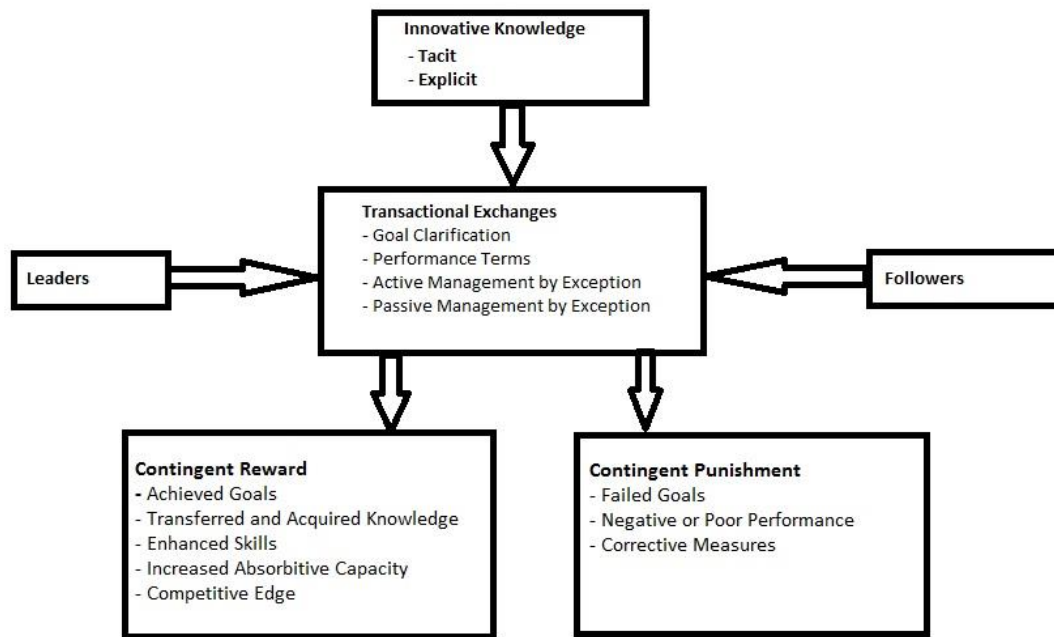 Innovative Knowledge
- Tacit
- Explicit
Transactional Exchanges
- Goal Clarification
- Performance Terms
- Active Management by Exception
- Passive Management by Exception
Leaders
Followers
Contingent Reward
- Achieved Goals
- Transferred and Acquired Knowledge
- Enhanced Skills
- Increased Absorbitive Capacity
- Competitive Edge
Contingent Punishment
- Failed Goals
- Negative or Poor Performance
- Corrective Measures